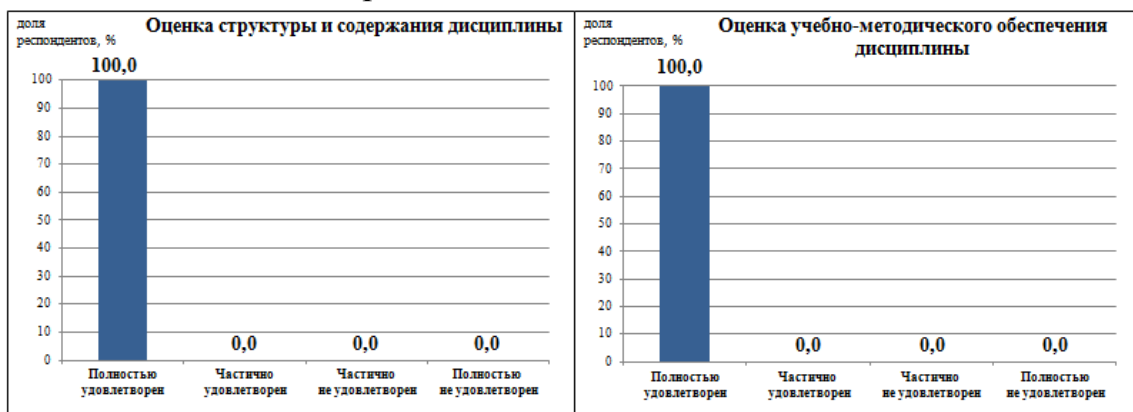 доля
респондентов, %
Оценка структуры и содержания дисциплины
100,0
100
90
80
70
60
50
40
30
20
10
0
0,0
0,0
0,0
Полностью
удовлетворен
Частично
удовлетворен
Частично
не удовлетворен
Полностью
не удовлетворен
доля
респондентов, %
Оценка учебно-методического обеспечения
дисциплины
100,0
100
90
80
70
60
50
40
30
20
10
0
0,0
0,0
0,0
Полностью
удовлетворен
Частично
удовлетворен
Частично
не удовлетворен
Полностью
не удовлетворен